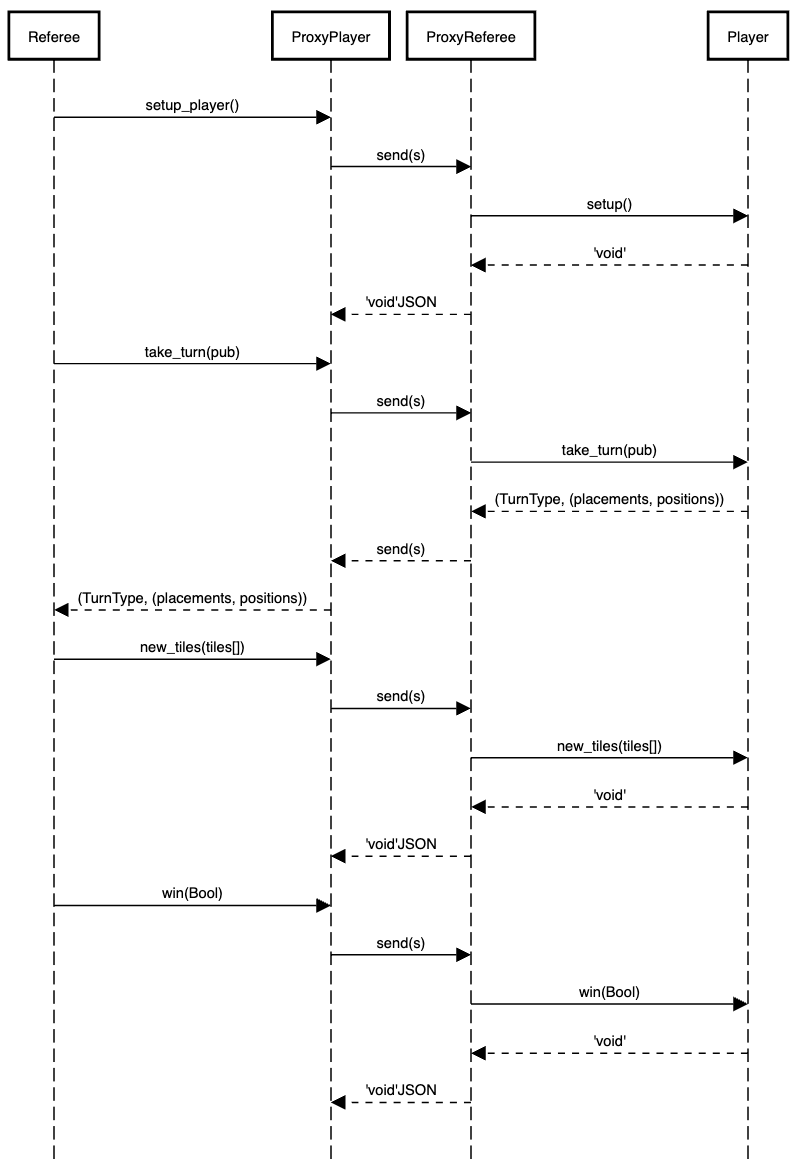 Referee
ProxyPlayer
ProxyReferee
Player
setup_player()
send(s)
setup()
'void'
'void'JSON
take_turn(pub)
send(s)
take_turn(pub)
(TurnType, (placements, positions))
send(s)
(TurnType, (placements, positions))
new_tiles(tiles[])
send(s)
new_tiles(tiles[])
'void'
'void'JSON
win(Bool)
send(s)
win(Bool)
'void'
'void'JSON